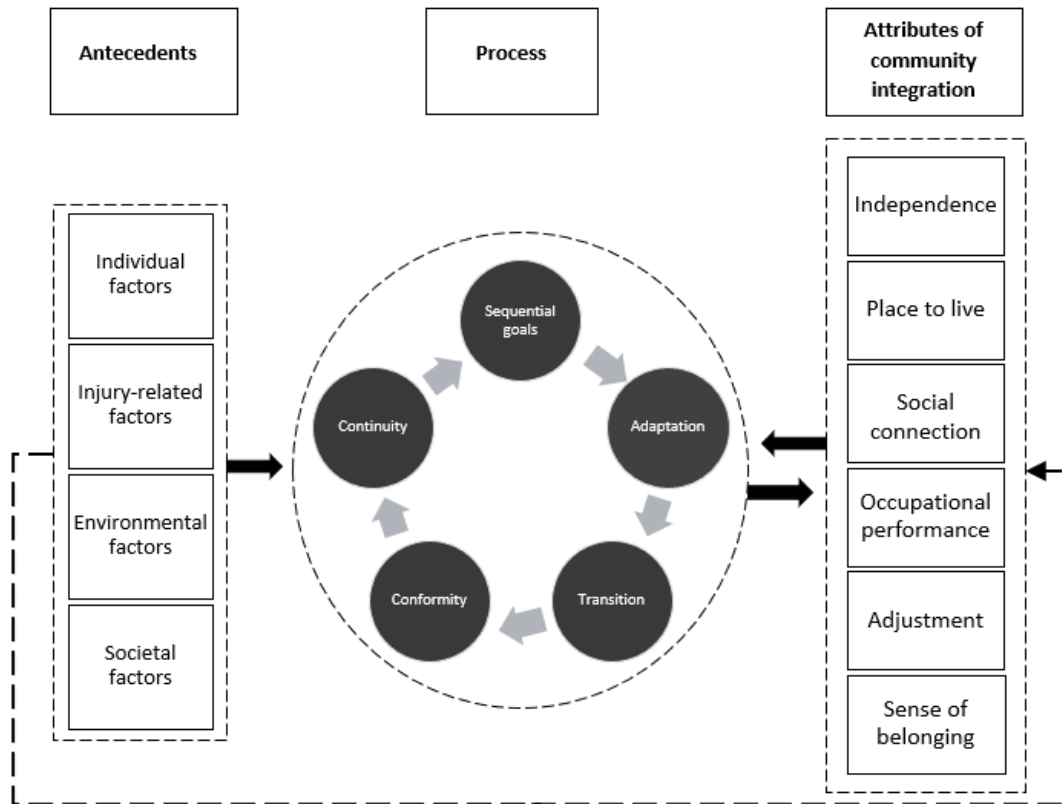 Antecedents
Process
Attributes of
community
integration
Individual
factors
Injury-related
factors
Environmental
factors
Societal
factors
Sequential
goals
Adaptation
Transition
Conformity
Continuity
Independence
Place to live
Social
connection
Occupational
performance
Adjustment
Sense of
belonging